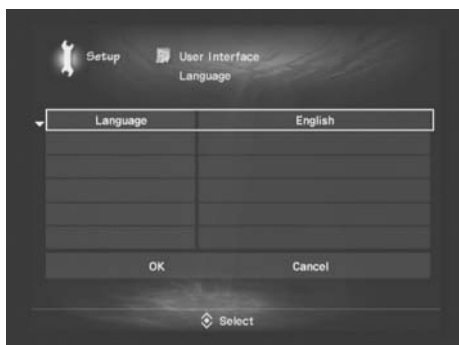 Setup User Interface
Language
Language English
OK Cancel
Select